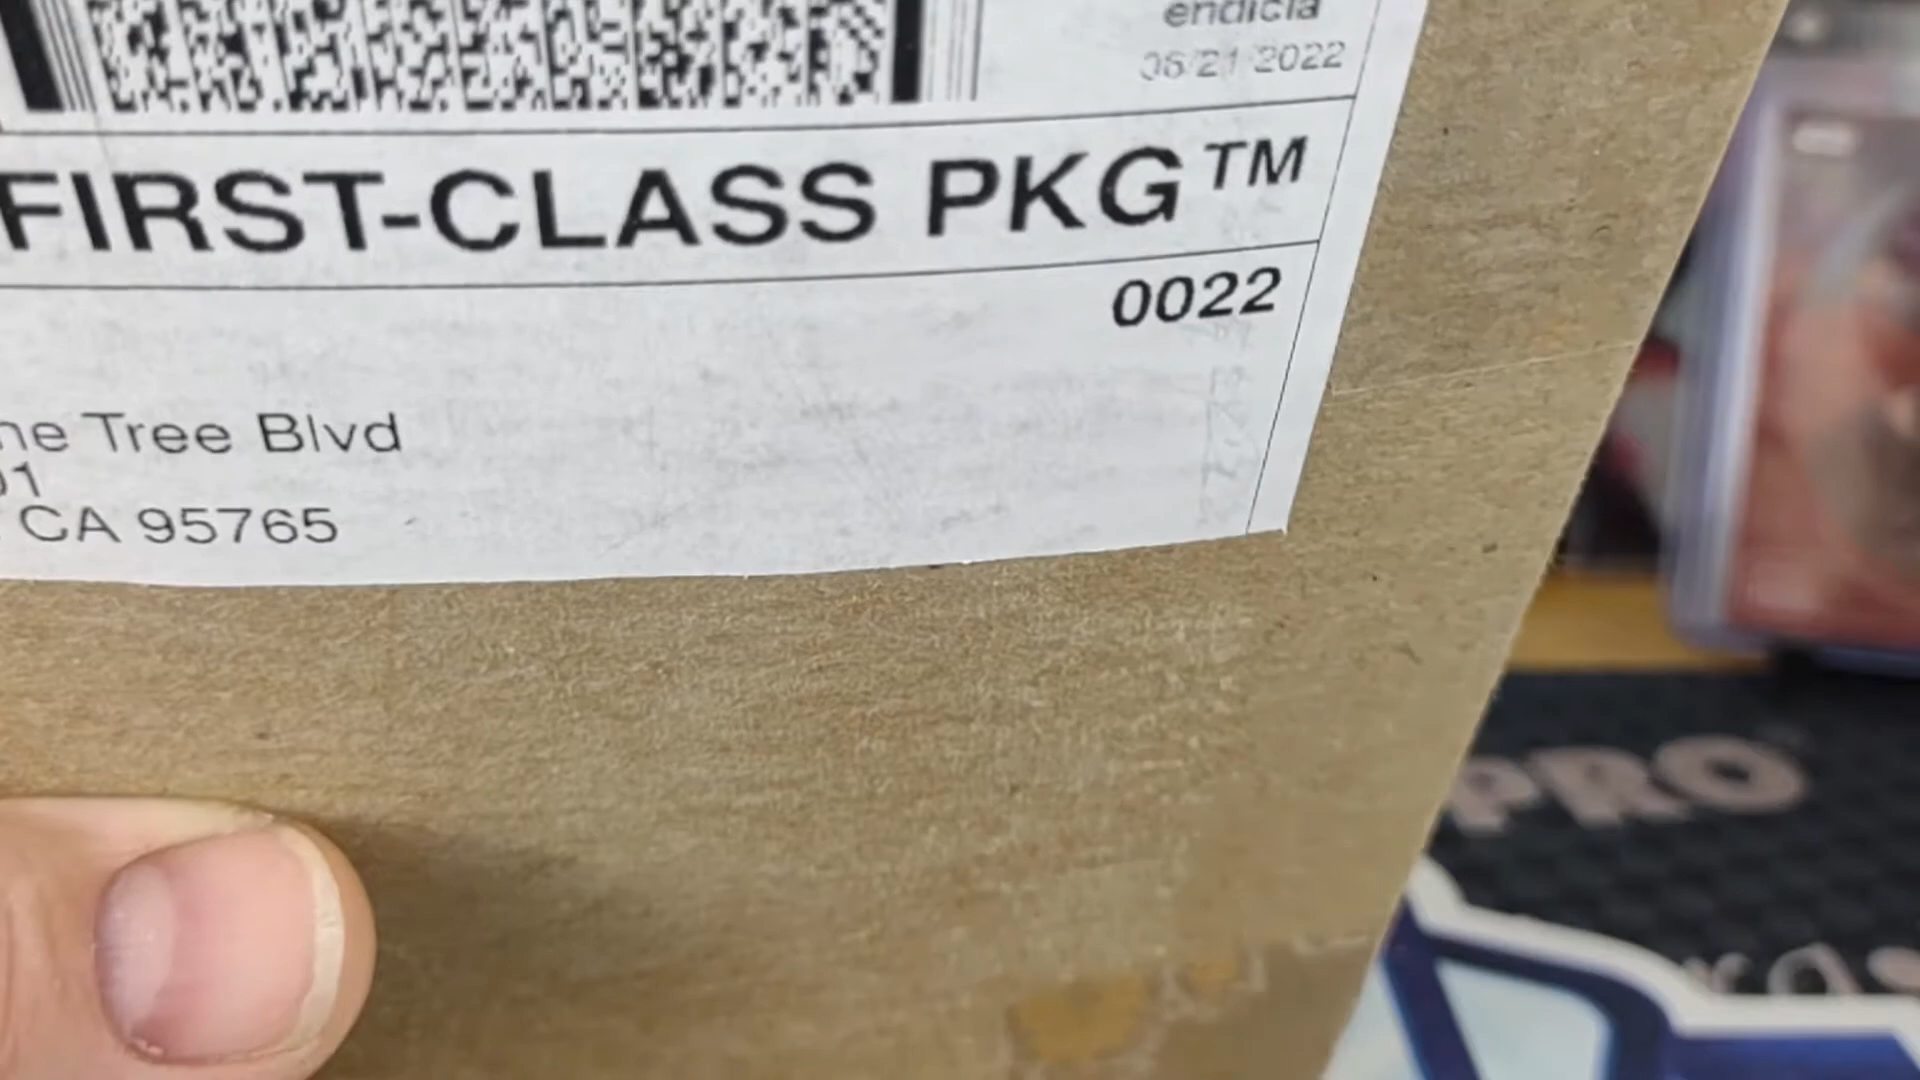 endicia
06/21/2022
FIRST-CLASS PKG™
0022
ne Tree Blvd
01
CA 95765
PRO